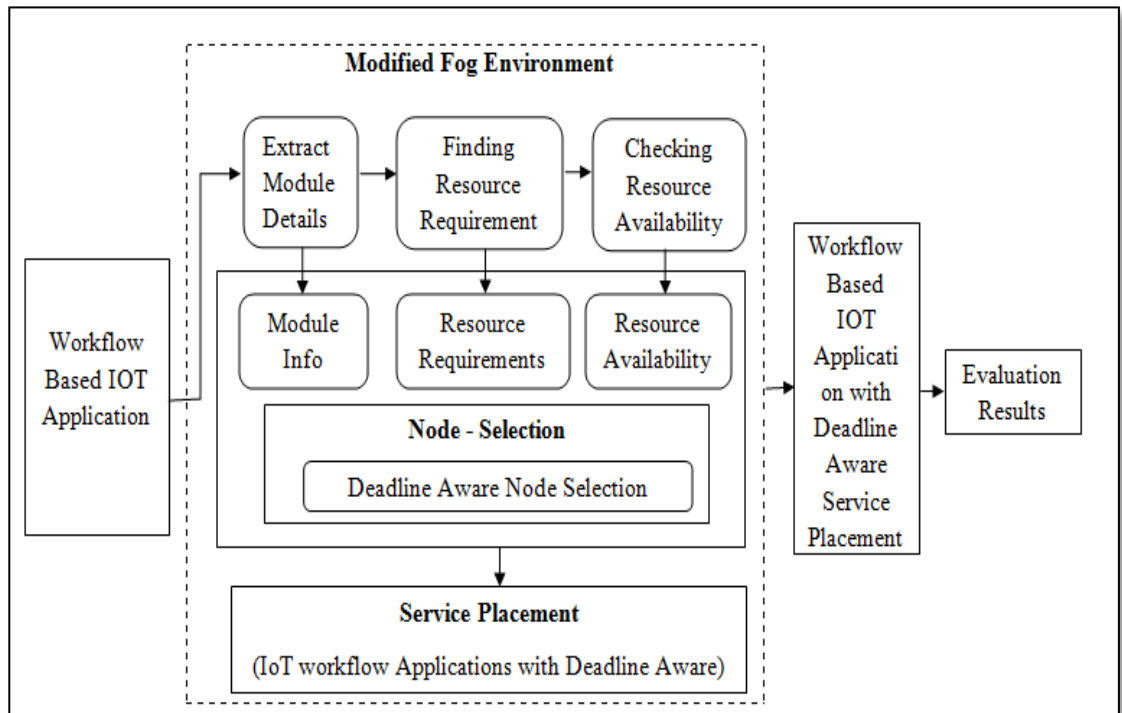 Modified Fog Environment
Extract
Module
Details
Finding
Resource
Requirement
Checking
Resource
Availability
Workflow
Based IOT
Application
Module
Info
Resource
Requirements
Resource
Availability
Node - Selection
Deadline Aware Node Selection
Service Placement
(IoT workflow Applications with Deadline Aware)
Workflow
Based
IOT
Applicati
on with
Deadline
Aware
Service
Placement
Evaluation
Results